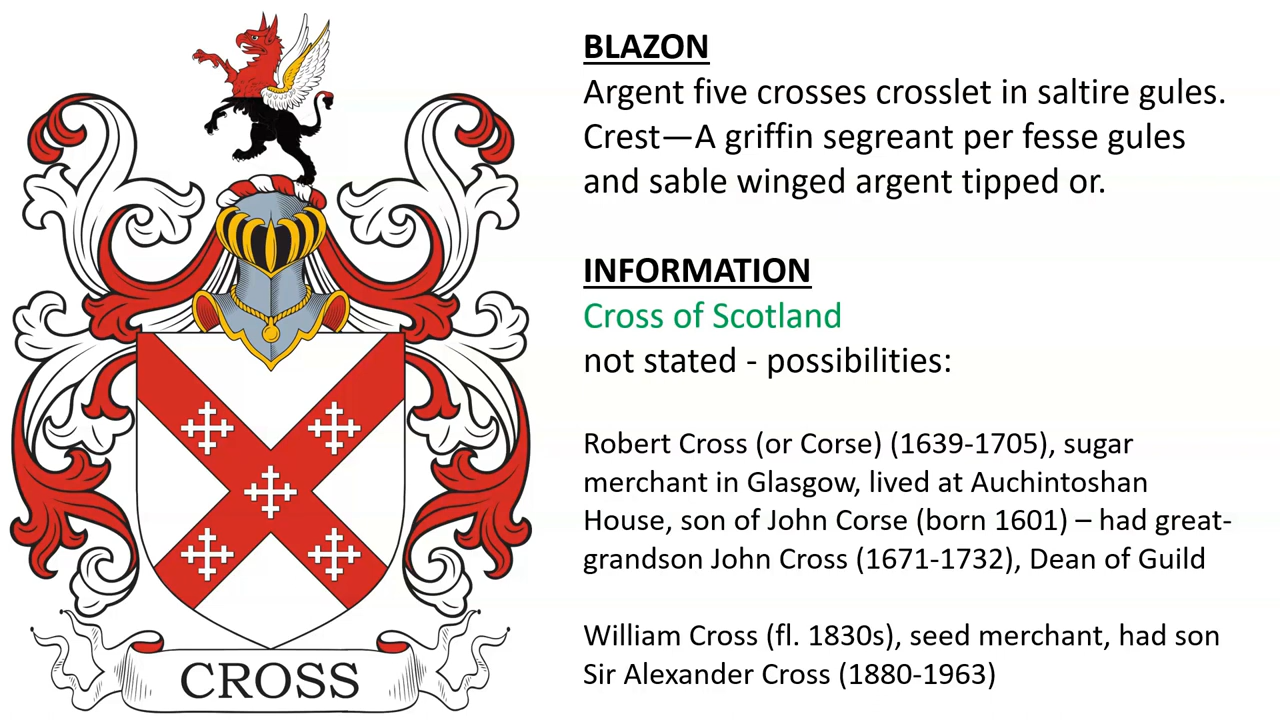 BLAZON
Argent five crosses crosslet in saltire gules.
Crest—A griffin segreant per fesse gules
and sable winged argent tipped or.
INFORMATION
Cross of Scotland
not stated - possibilities:
Robert Cross (or Corse) (1639-1705), sugar
merchant in Glasgow, lived at Auchintoshan
House, son of John Corse (born 1601) – had great-
grandson John Cross (1671-1732), Dean of Guild
William Cross (fl. 1830s), seed merchant, had son
Sir Alexander Cross (1880-1963)
CROSS